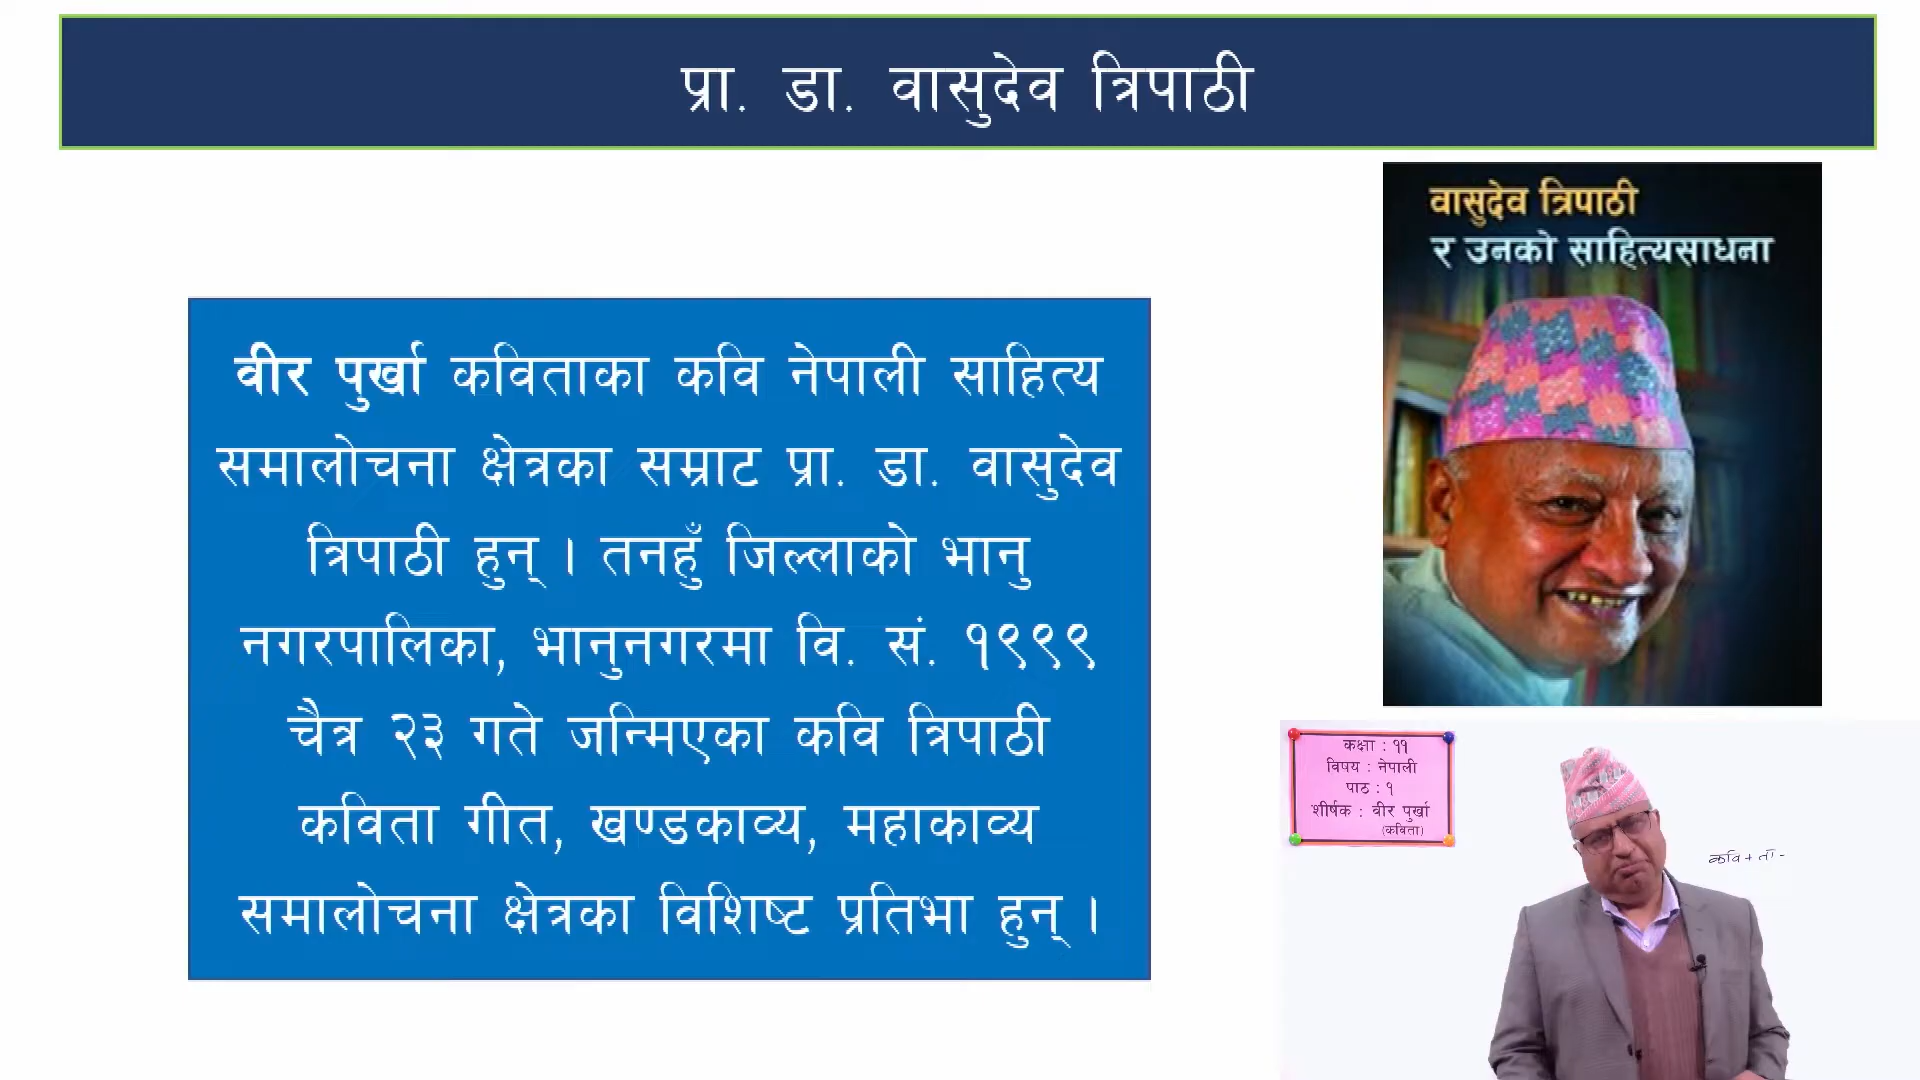 प्रा. डा. वासुदेव त्रिपाठी
वासुदेव त्रिपाठी
र उनको साहित्यसाधना
वीर पुर्खा कविताका कवि नेपाली साहित्य
समालोचना क्षेत्रका सम्राट प्रा. डा. वासुदेव
त्रिपाठी हुन् । तनहुँ जिल्लाको भानु
नगरपालिका, भानुनगरमा वि. सं. १९९९
चैत्र २३ गते जन्मिएका कवि त्रिपाठी
कविता गीत, खण्डकाव्य, महाकाव्य
समालोचना क्षेत्रका विशिष्ट प्रतिभा हुन् ।
कक्षा : ११
विषय : नेपाली
पाठ : १
शीर्षक : वीर पुर्खा
(कविता)
कवि +